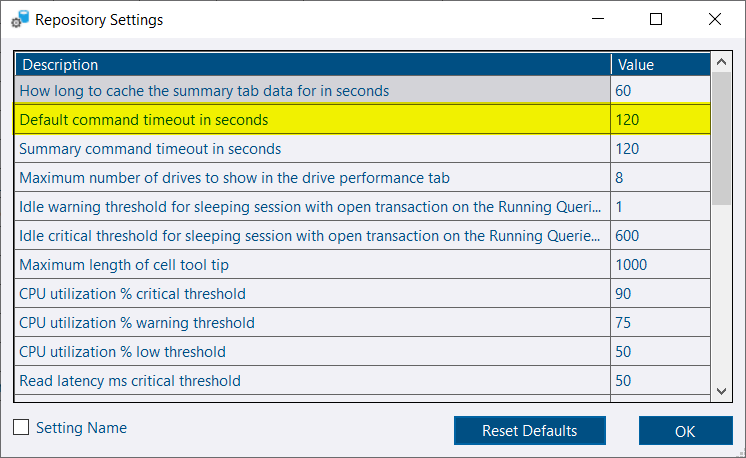 Repository Settings
Description Value
How long to cache the summary tab data for in seconds 60
Default command timeout in seconds 120
Summary command timeout in seconds 120
Maximum number of drives to show in the drive performance tab 8
Idle warning threshold for sleeping session with open transaction on the Running Queri... 1
Idle critical threshold for sleeping session with open transaction on the Running Querie... 600
Maximum length of cell tool tip 1000
CPU utilization % critical threshold 90
CPU utilization % warning threshold 75
CPU utilization % low threshold 50
Read latency ms critical threshold 50
Setting Name Reset Defaults OK